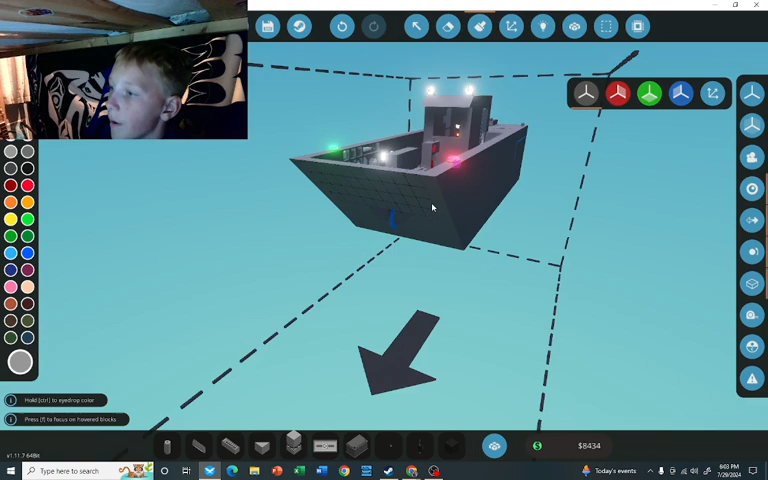 Hold [ctrl] to eyedrop color
Press [f] to focus on hovered blocks
$ $8434
v1.11.7 64Bit
Type here to search
Today's events
6:03 PM
7/29/2024